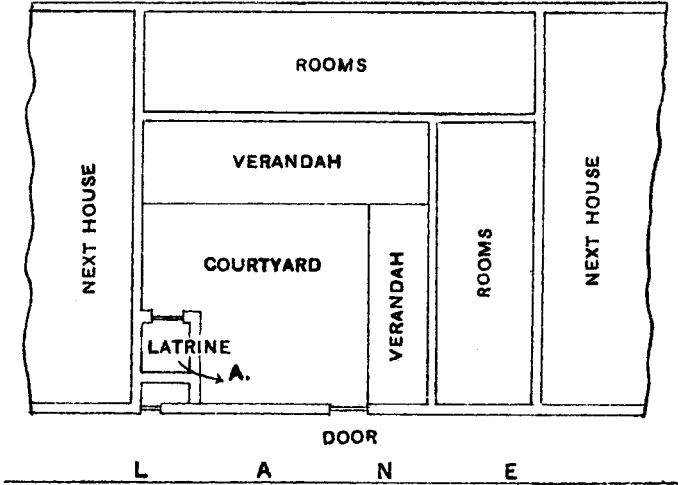 ROOMS
VERANDAH
NEXT HOUSE
COURTYARD
VERANDAH
ROOMS
NEXT HOUSE
LATRINE
A.
DOOR
L A N E